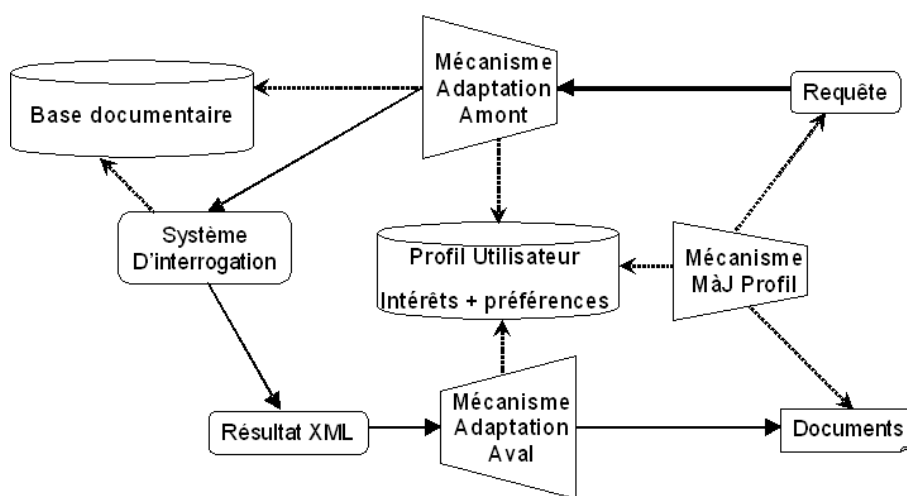 Mécanisme
Adaptation
Amont
Requête
Base documentaire
Système
D'interrogation
Profil Utilisateur
Intérêts + préférences
Mécanisme
MàJ Profil
Résultat XML
Mécanisme
Adaptation
Aval
Documents